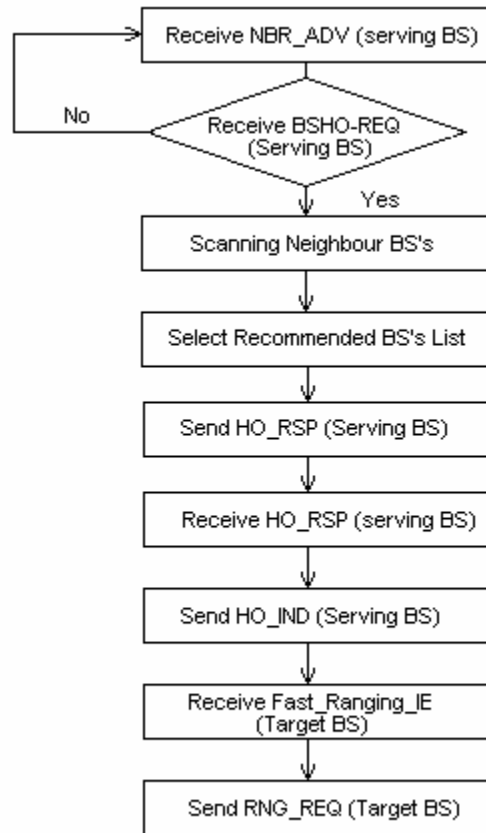 Receive NBR_ADV (serving BS)
No
Receive BSHO-REQ
(Serving BS)
Yes
Scanning Neighbour BS's
Select Recommended BS's List
Send HO_RSP (Serving BS)
Receive HO_RSP (serving BS)
Send HO_IND (Serving BS)
Receive Fast_Ranging_IE
(Target BS)
Send RNG_REQ (Target BS)